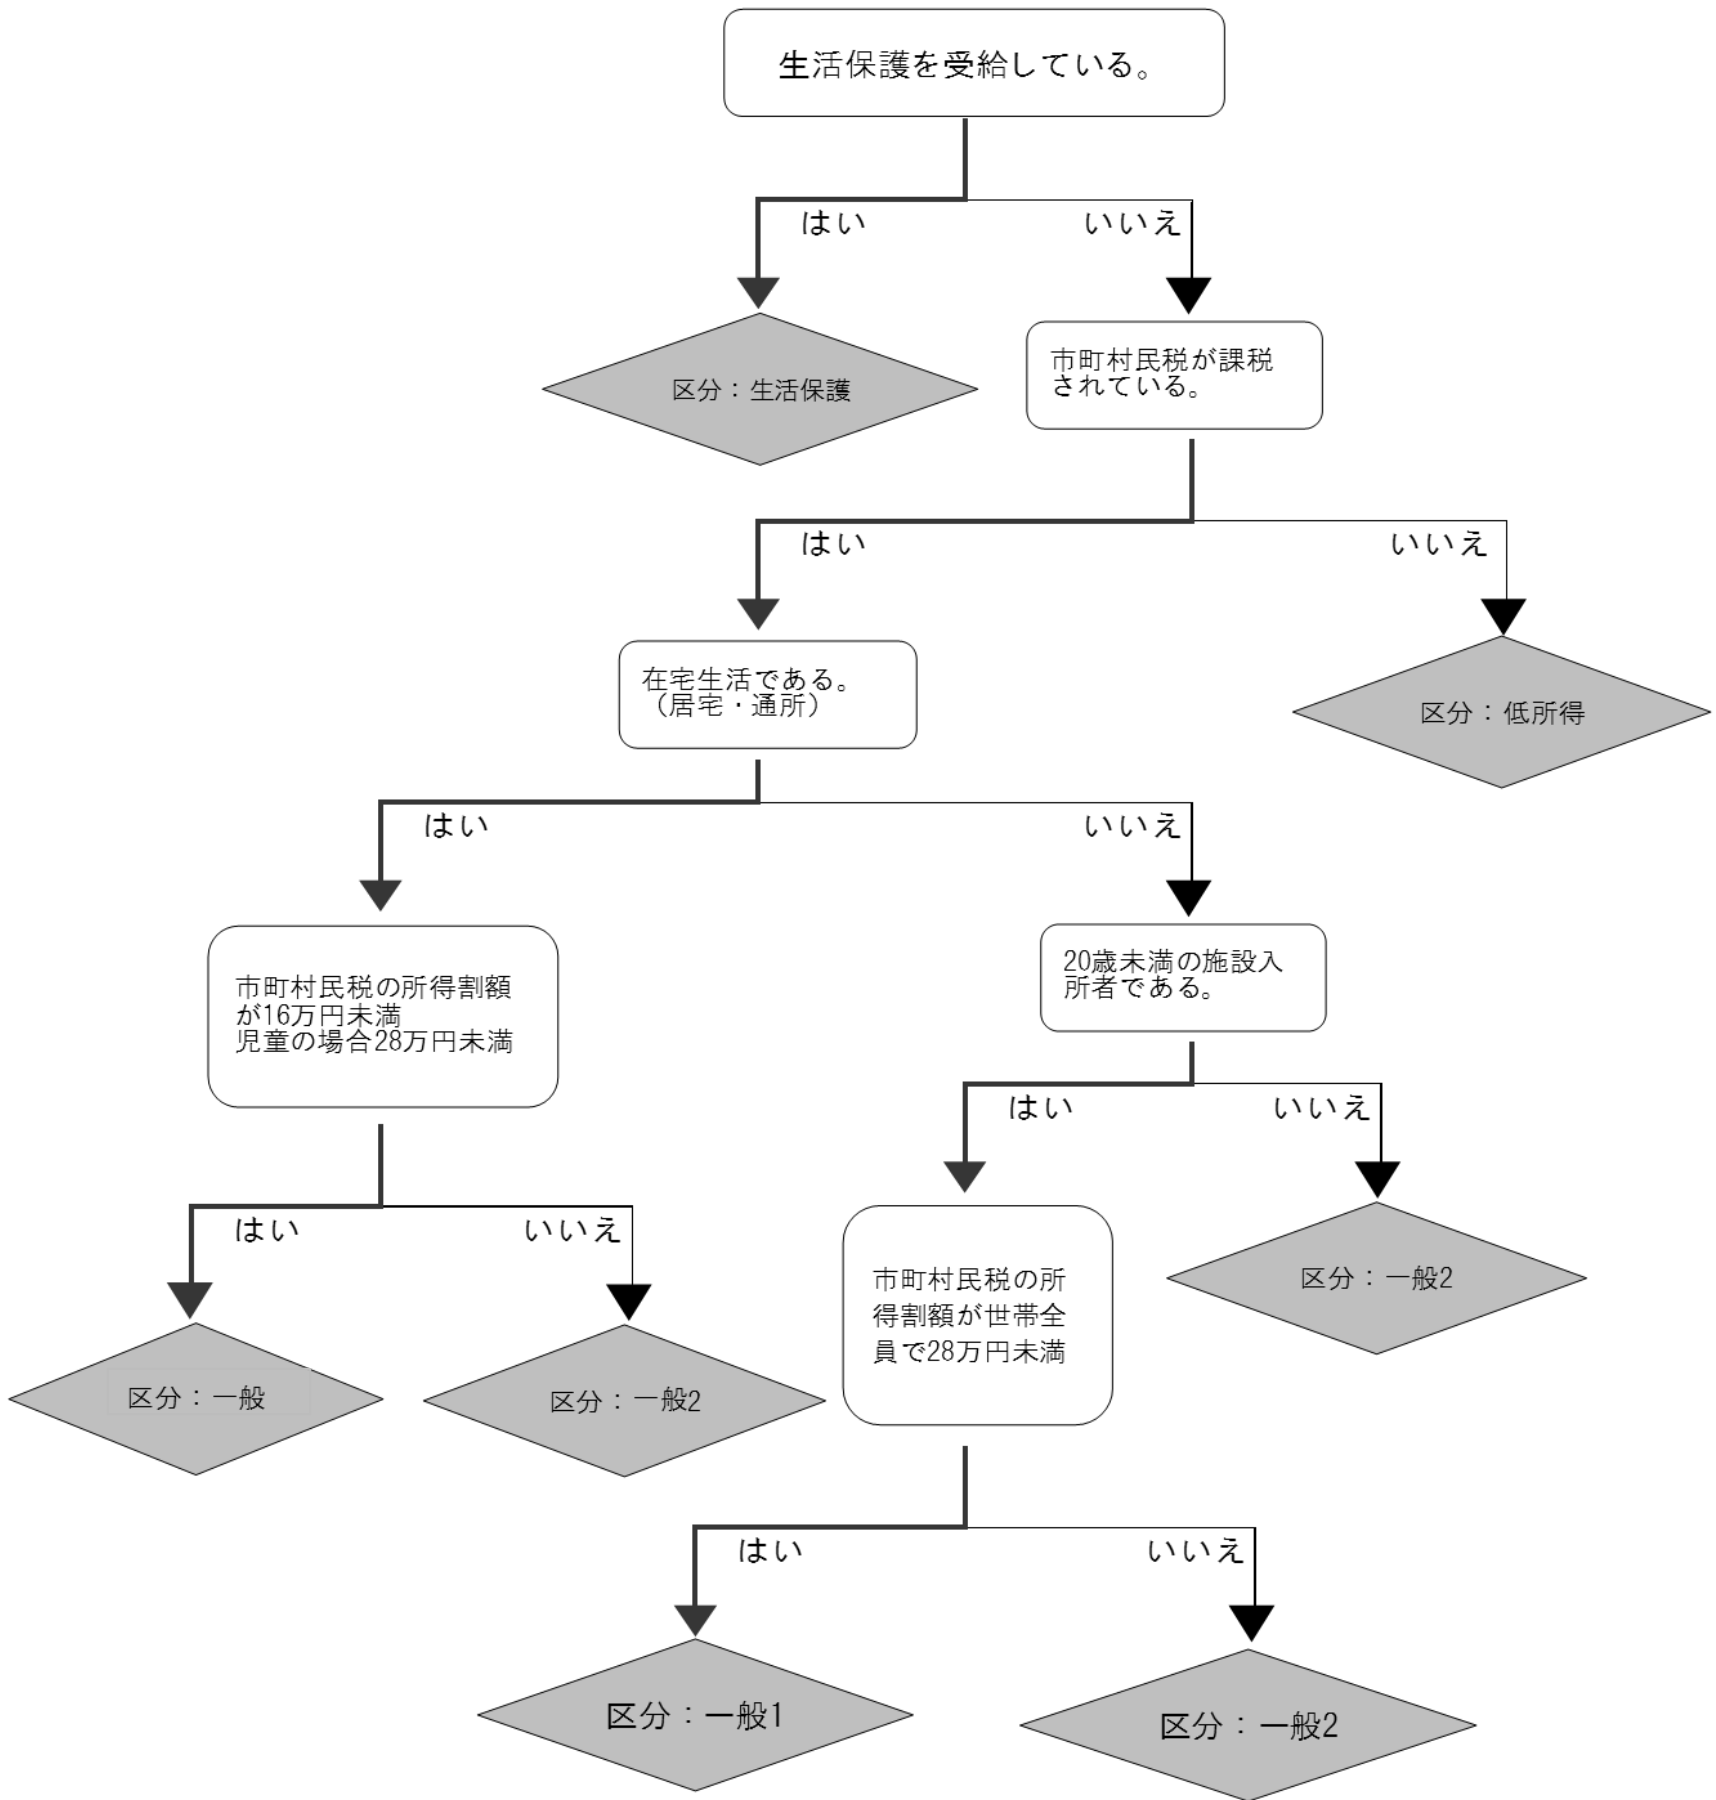 生活保護を受給している。
はい
いいえ
区分：生活保護
市町村民税が課税
されている。
はい
いいえ
在宅生活である。
（居宅・通所）
区分：低所得
はい
いいえ
市町村民税の所得割額
が16万円未満
児童の場合28万円未満
20歳未満の施設入
所者である。
はい
いいえ
はい
いいえ
市町村民税の所
得割額が世帯全
員で28万円未満
区分：一般2
区分：一般
区分：一般2
はい
いいえ
区分：一般1
区分：一般2